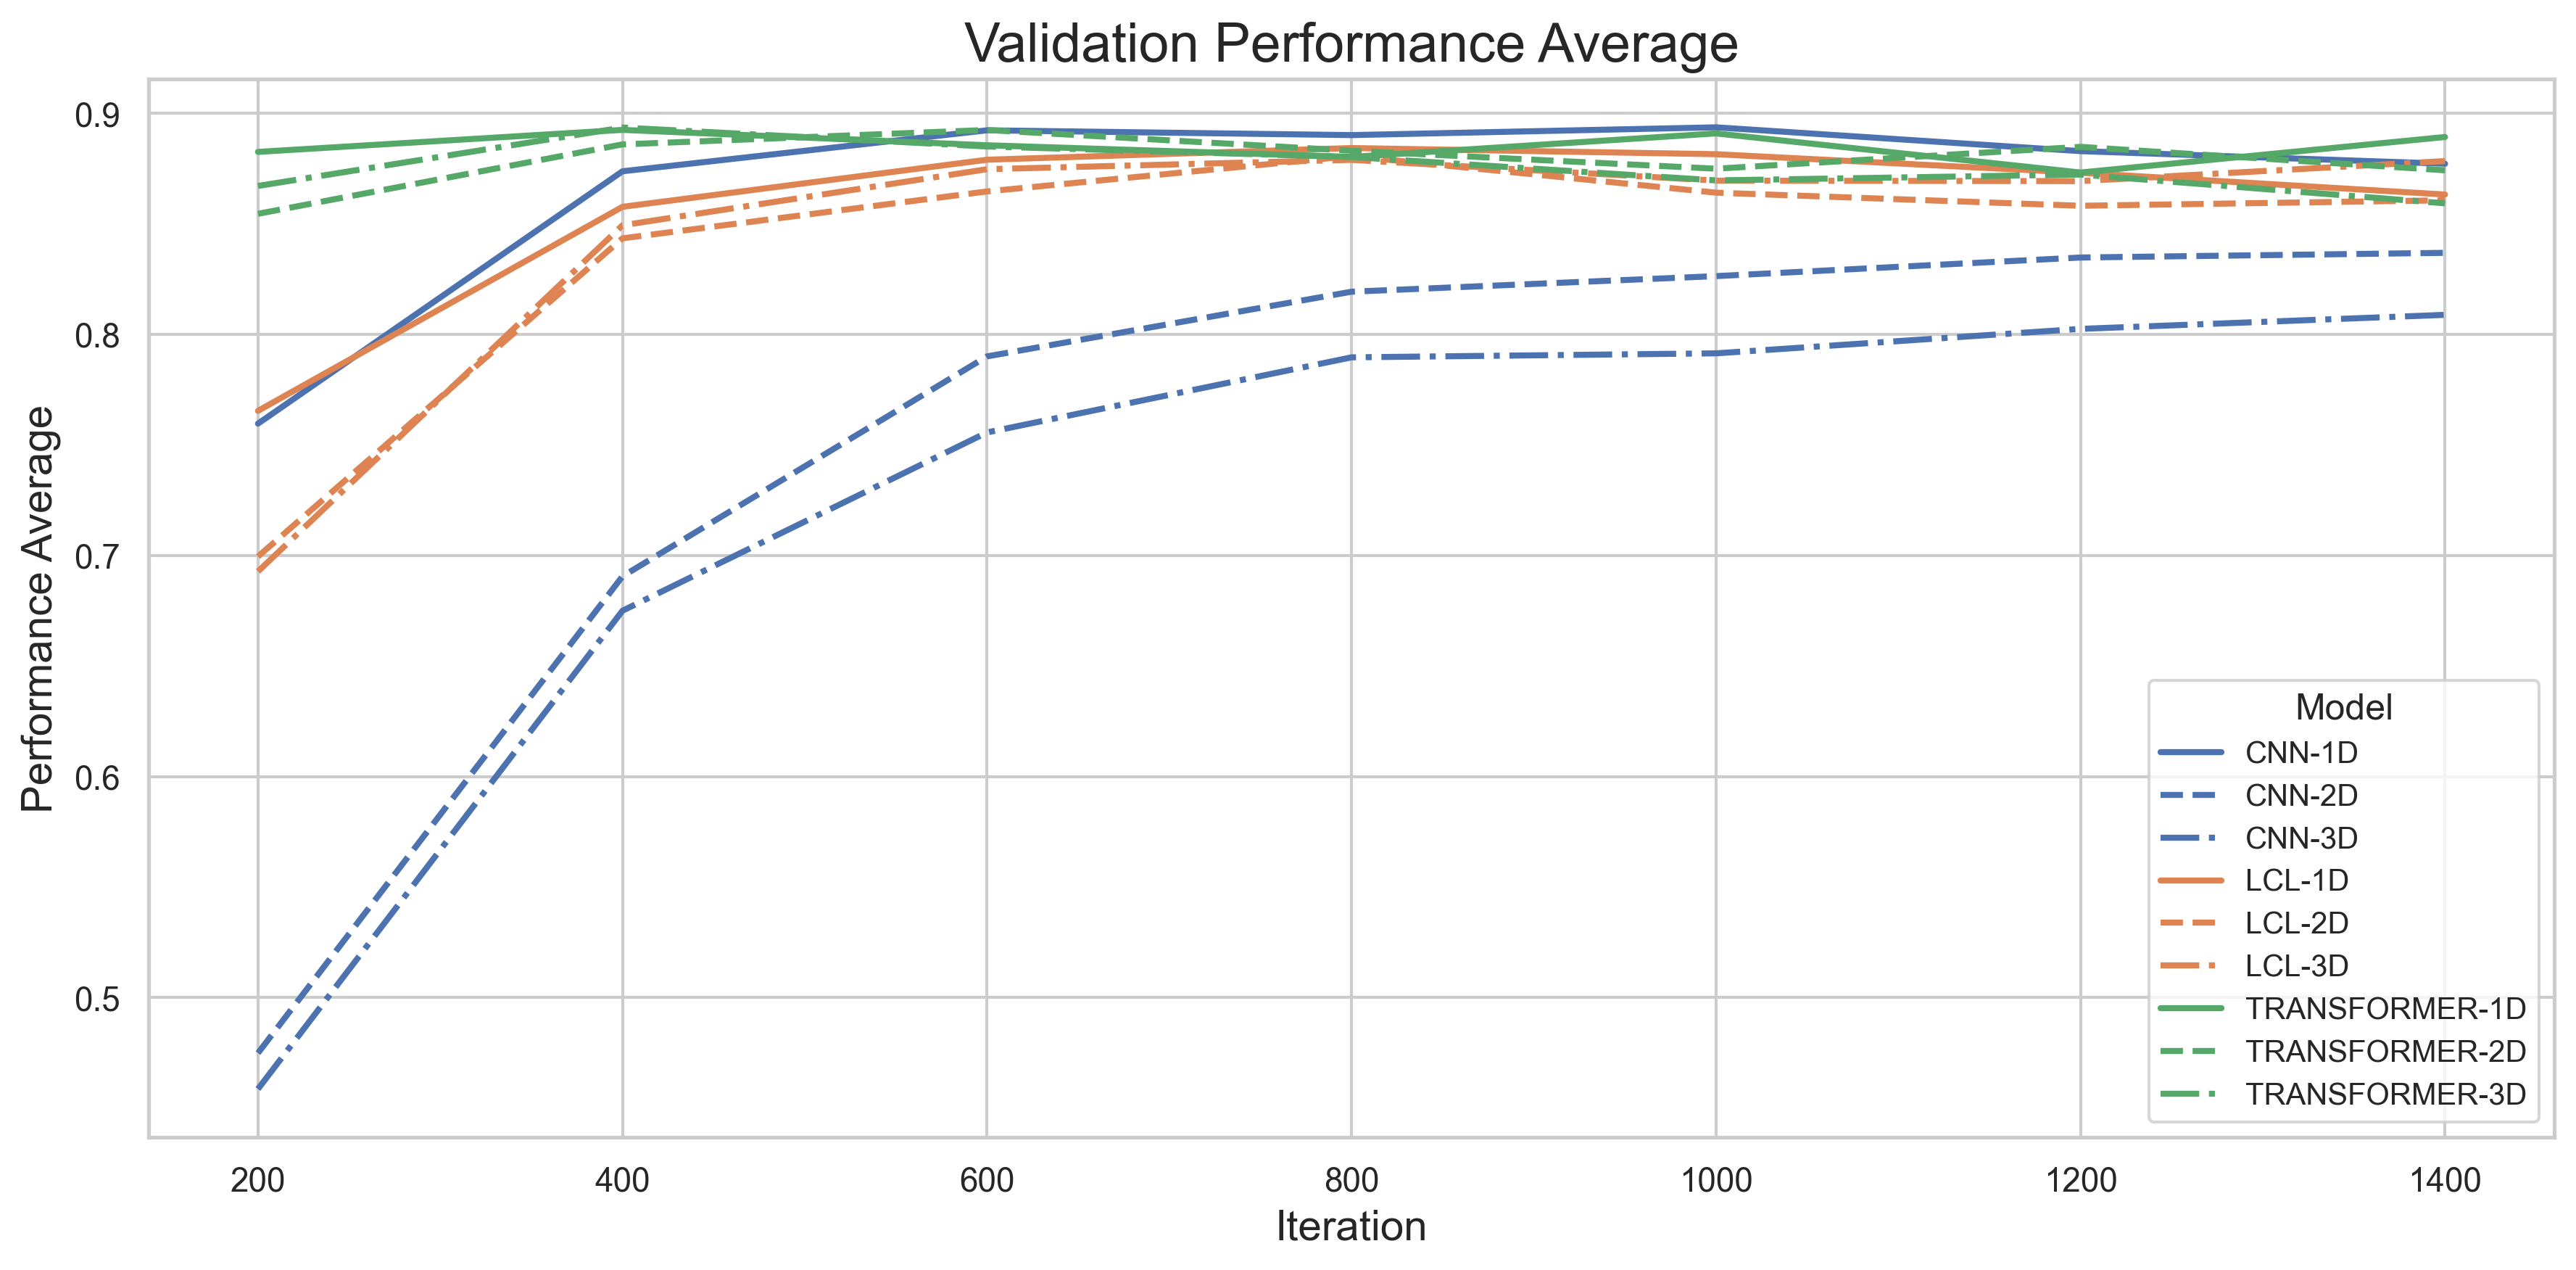 Validation Performance Average
Performance Average
0.9
0.8
0.7
0.6
0.5
200
400
600
800
1000
1200
1400
Iteration
Model
CNN-1D
CNN-2D
CNN-3D
LCL-1D
LCL-2D
LCL-3D
TRANSFORMER-1D
TRANSFORMER-2D
TRANSFORMER-3D